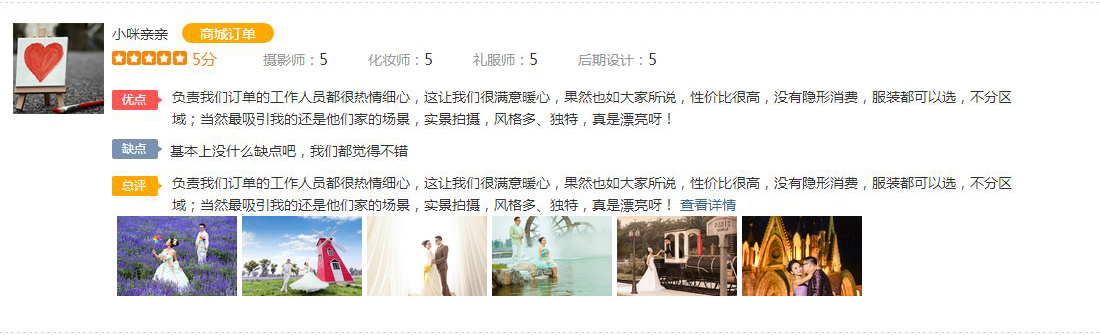 小咪亲亲 商城订单
5分 摄影师：5 化妆师：5 礼服师：5 后期设计：5
优点 负责我们订单的工作人员都很热情细心，这让我们很满意暖心，果然也如大家所说，性价比很高，没有隐形消费，服装都可以选，不分区
域；当然最吸引我的还是他们家的场景，实景拍摄，风格多、独特，真是漂亮呀！
缺点 基本上没什么缺点吧，我们都觉得不错
总评 负责我们订单的工作人员都很热情细心，这让我们很满意暖心，果然也如大家所说，性价比很高，没有隐形消费，服装都可以选，不分区
域；当然最吸引我的还是他们家的场景，实景拍摄，风格多、独特，真是漂亮呀！ 查看详情